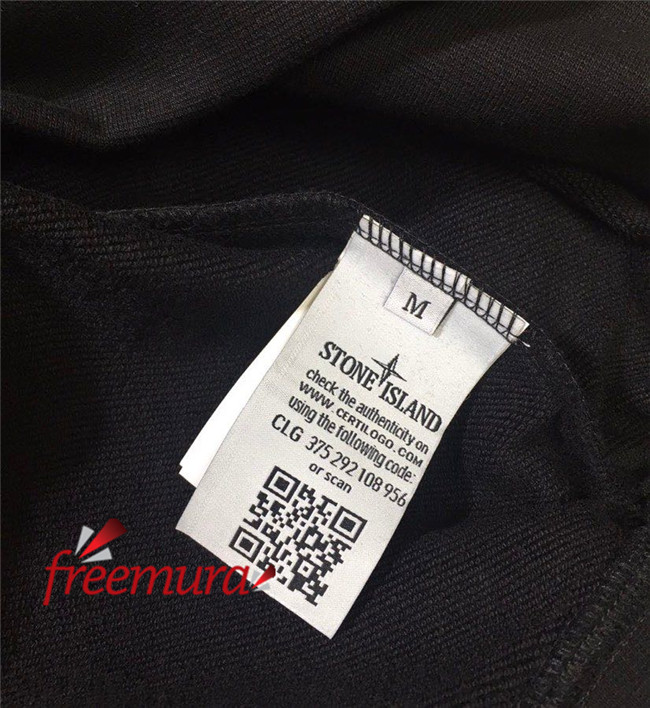 M
STONE ISLAND
check the authenticity on
www.CERTILOGO.COM
using the following code:
CLG 375 292 108 956
or scan
freemura